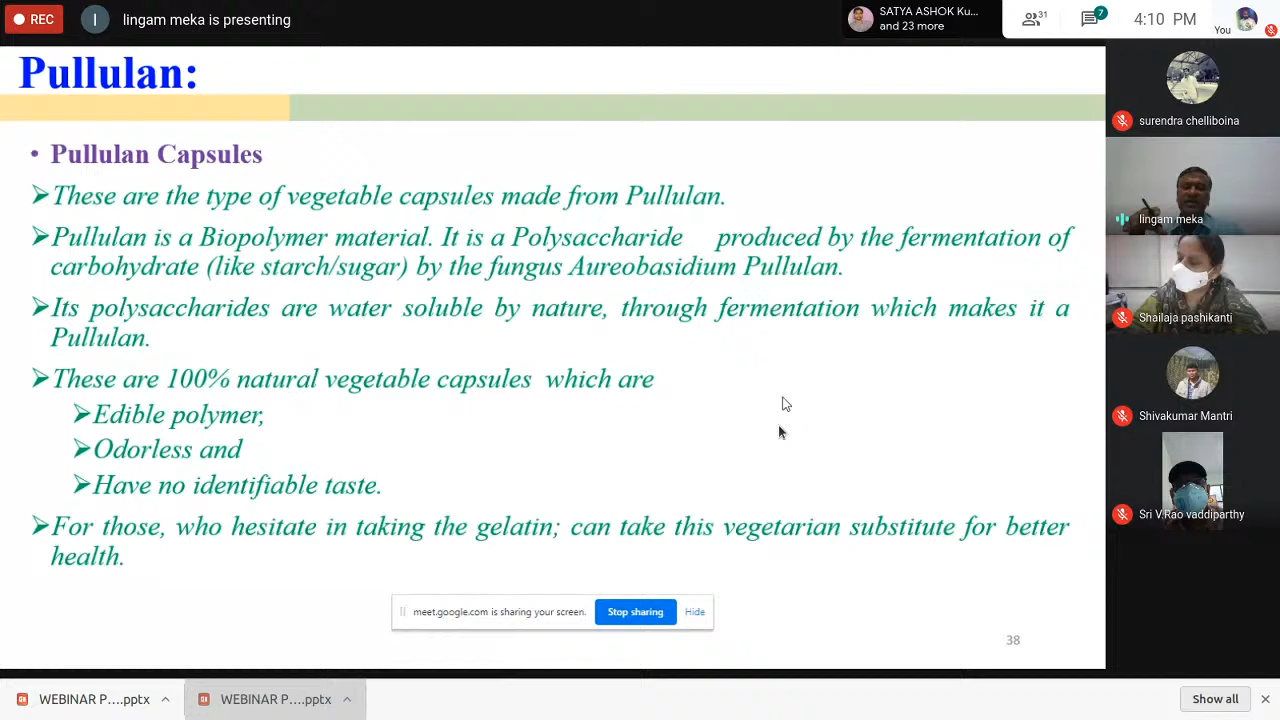 REC
l
lingam meka is presenting
SATYA ASHOK Ku...
and 23 more
31
7
4:10 PM
You
Pullulan:
• Pullulan Capsules
➢These are the type of vegetable capsules made from Pullulan.
➢Pullulan is a Biopolymer material. It is a Polysaccharide produced by the fermentation of
carbohydrate (like starch/sugar) by the fungus Aureobasidium Pullulan.
➢Its polysaccharides are water soluble by nature, through fermentation which makes it a
Pullulan.
➢These are 100% natural vegetable capsules which are
➢Edible polymer,
➢Odorless and
➢Have no identifiable taste.
➢For those, who hesitate in taking the gelatin; can take this vegetarian substitute for better
health.
meet.google.com is sharing your screen.
Stop sharing
Hide
38
surendra chelliboina
lingam meka
Shailaja pashikanti
Shivakumar Mantri
Sri V.Rao vaddiparthy
WEBINAR P....pptx
WEBINAR P....pptx
Show all